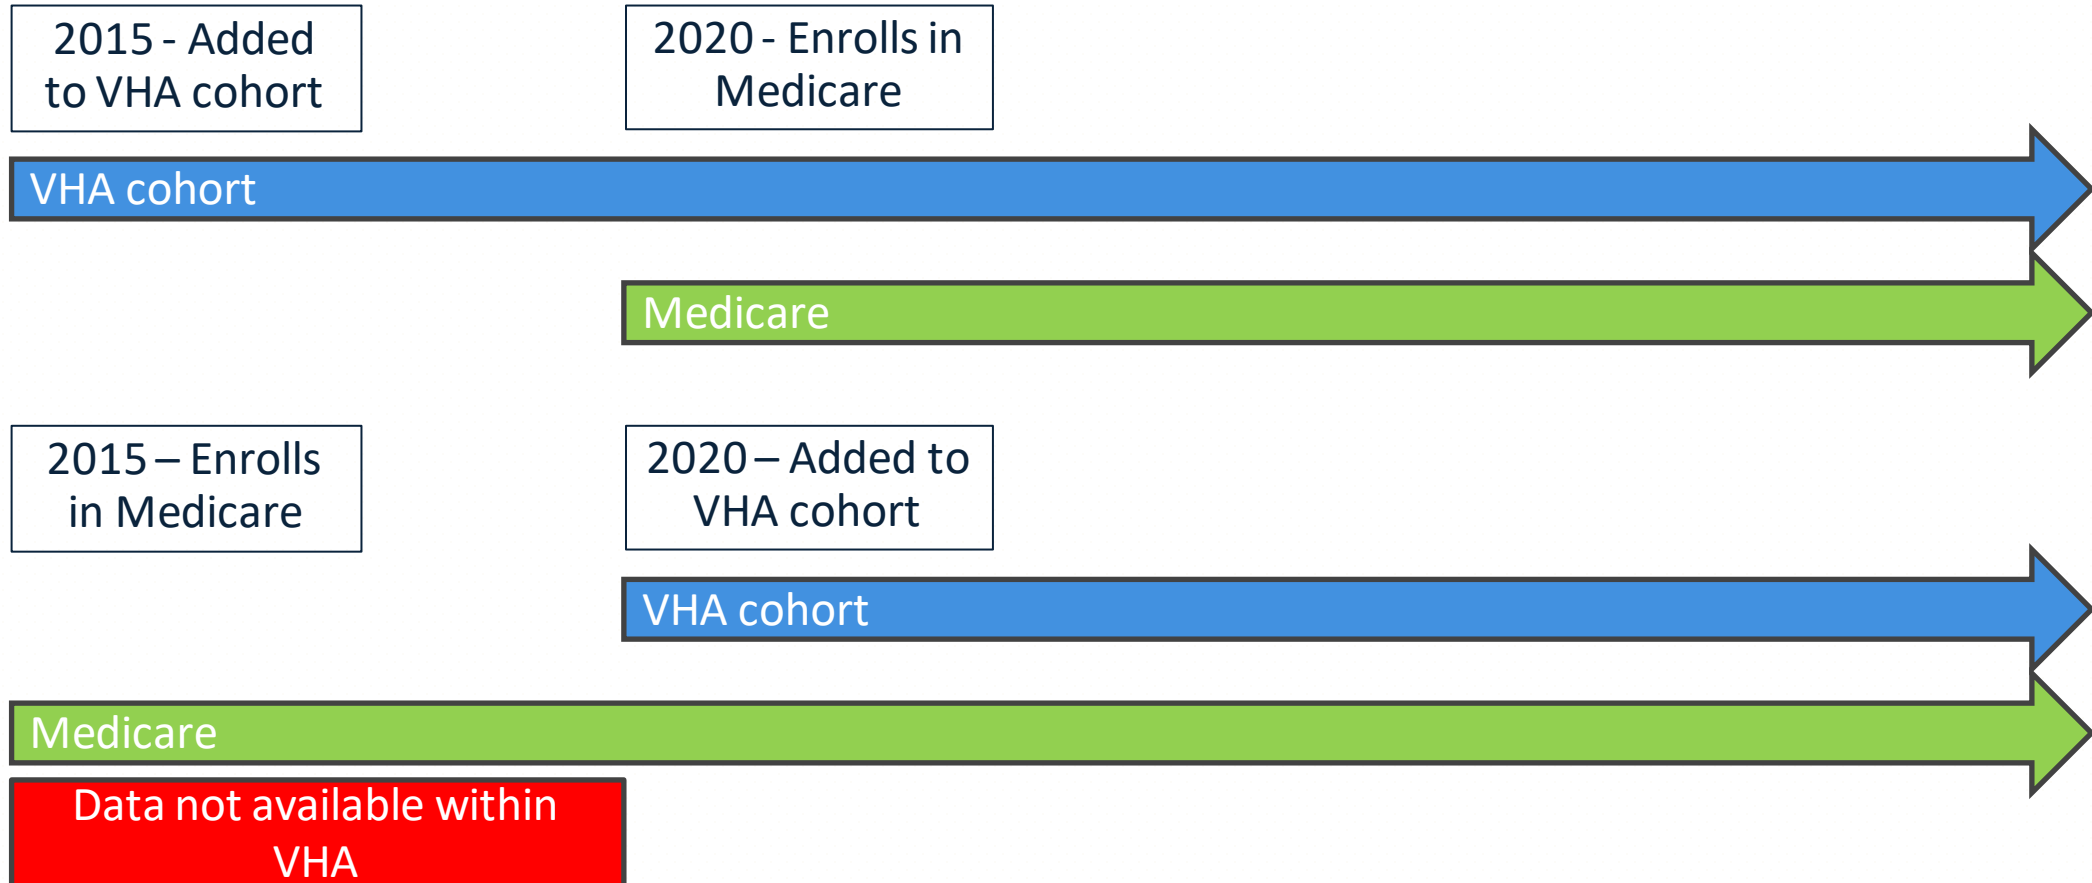 2015 - Added
to VHA cohort
2020 - Enrolls in
Medicare
VHA cohort
Medicare
2015 – Enrolls
in Medicare
2020 – Added to
VHA cohort
VHA cohort
Medicare
Data not available within
VHA